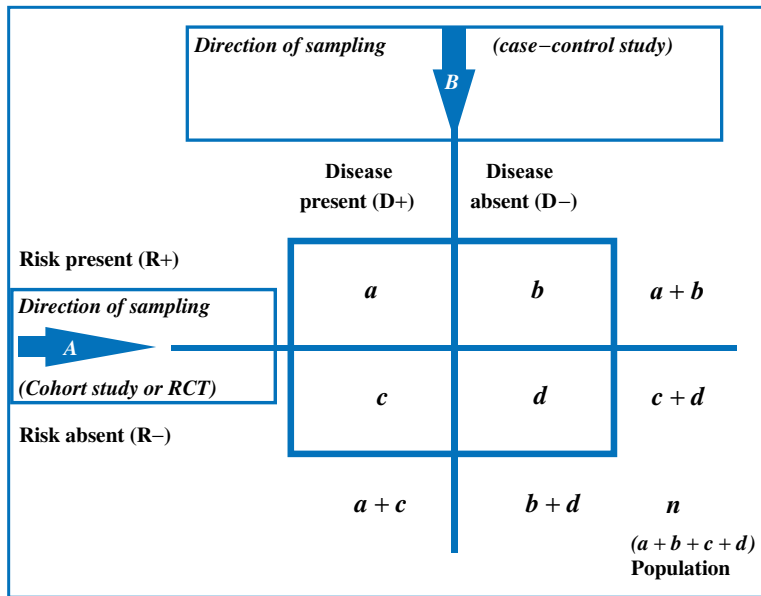 Direction of sampling (case−control study)
B
Disease Disease
present (D+) absent (D−)
Risk present (R+)
a b a + b
Direction of sampling
A
(Cohort study or RCT)
c d c + d
Risk absent (R−)
a + c b + d n
(a + b + c + d)
Population